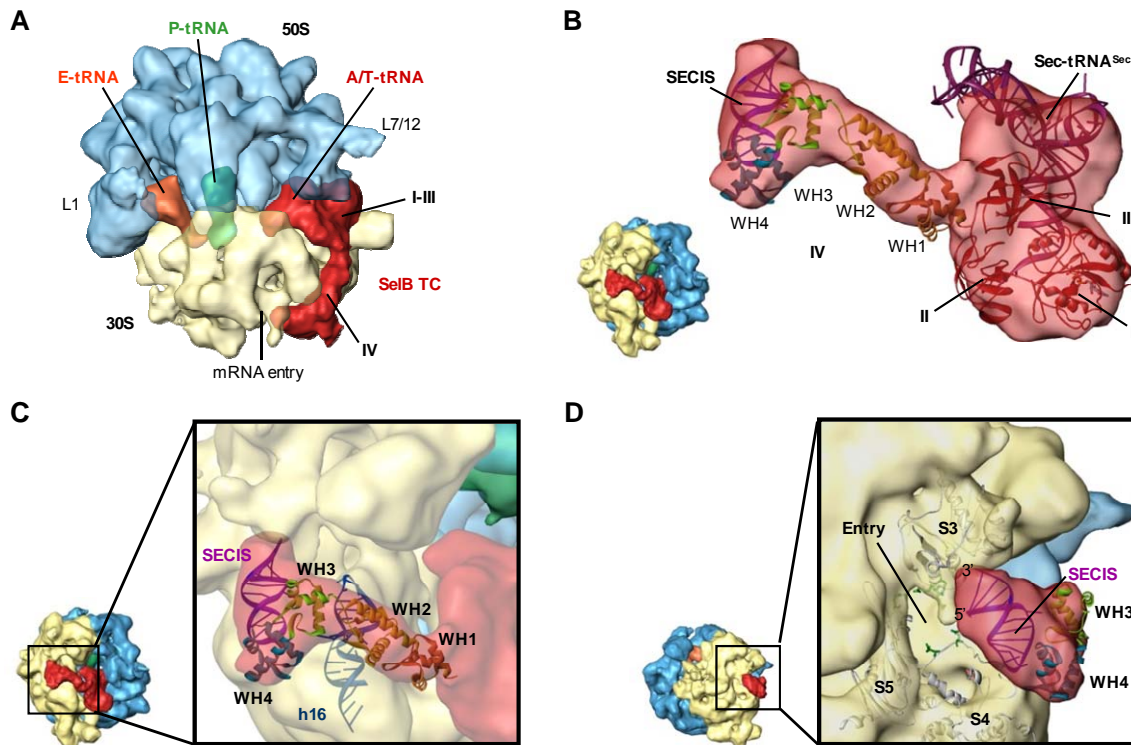 A
P-tRNA
50S
E-tRNA
A/T-tRNA
L7/12
L1
I-III
SelB TC
30S
IV
mRNA entry
B
Sec-tRNA^Sec
SECIS
WH4
WH3
WH2
WH1
IV
II
II
C
SECIS
WH3
WH2
WH1
WH4
h16
D
Entry
S3
3'
SECIS
5'
WH3
WH4
S5
S4